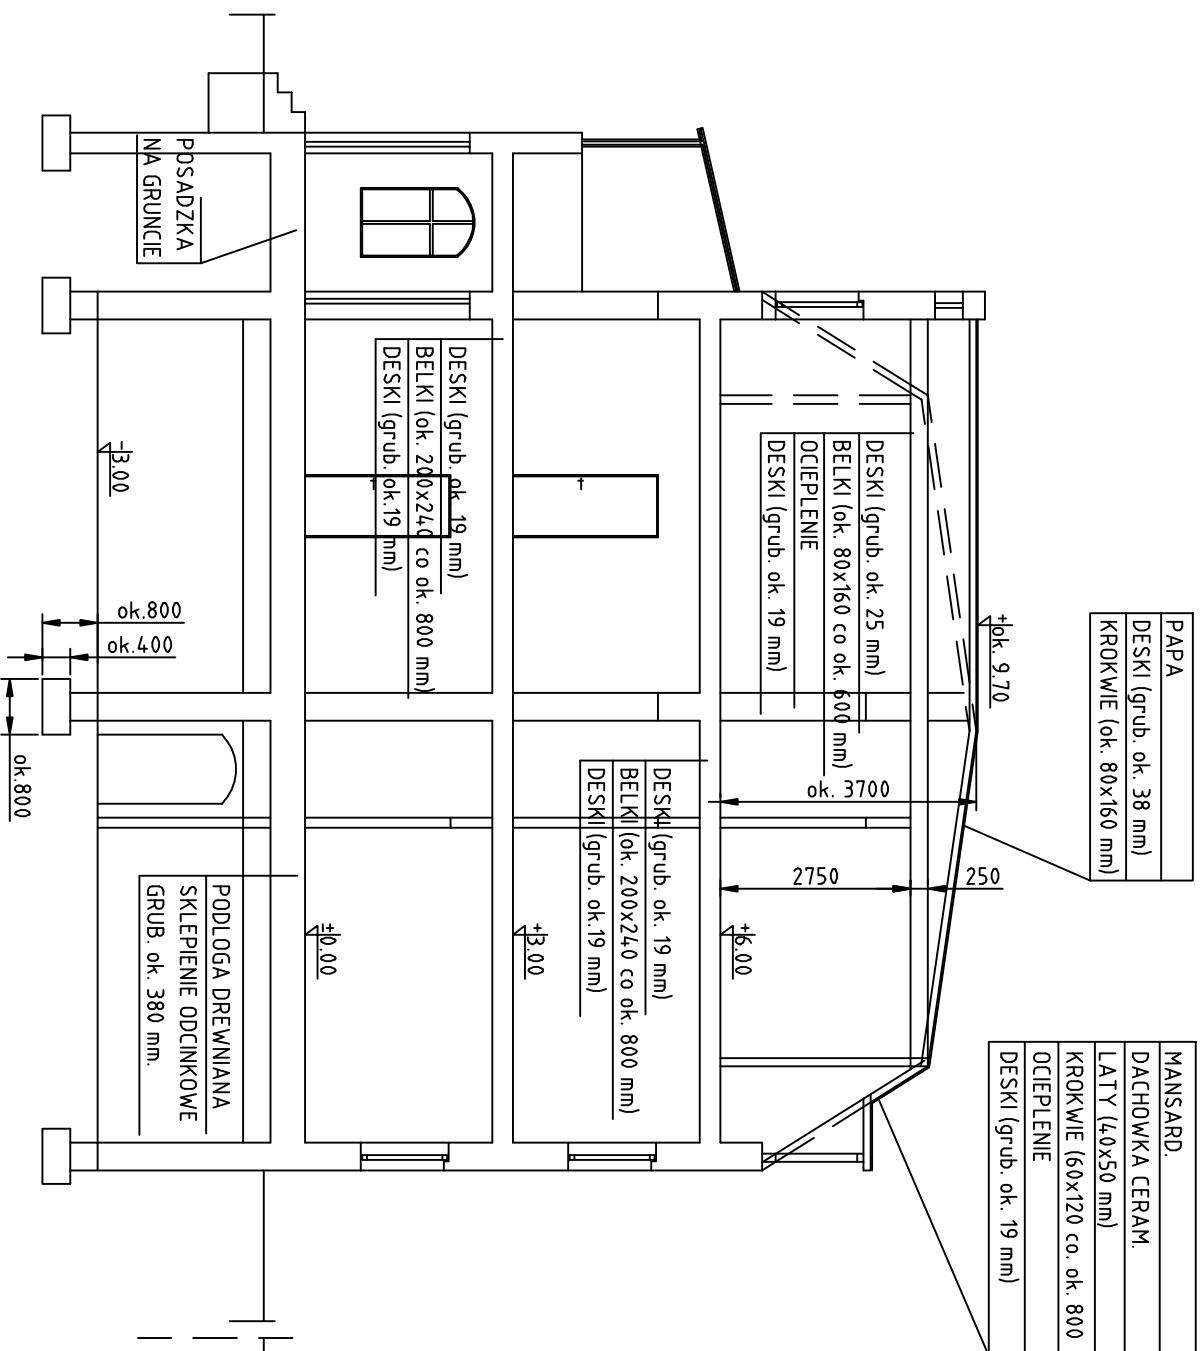 PAPA
DESKI (grub. ok. 38 mm)
KROKWIE (ok. 80x160 mm)
MANSARD.
DACHOWKA CERAM.
LATY (40x50 mm)
KROKWIE (60x120 co. ok. 800
OCIEPLENIE
DESKI (grub. ok. 19 mm)
+ok. 9.70
250
DESKI (grub. ok. 25 mm)
BELKI (ok. 80x160 co ok. 600 mm)
OCIEPLENIE
DESKI (grub. ok. 19 mm)
ok. 3700
2750
+6.00
DESKI (grub. ok. 19 mm)
BELKI (ok. 200x240 co ok. 800 mm)
DESKI (grub. ok.19 mm)
+3.00
DESKI (grub. ok. 19 mm)
BELKI (ok. 200x240 co ok. 800 mm)
DESKI (grub. ok.19 mm)
±0.00
POSADZKA
NA GRUNCIE
PODLOGA DREWNIANA
SKLEPIENIE ODCINKOWE
GRUB. ok. 380 mm.
-3.00
ok.800
ok.400
ok.800